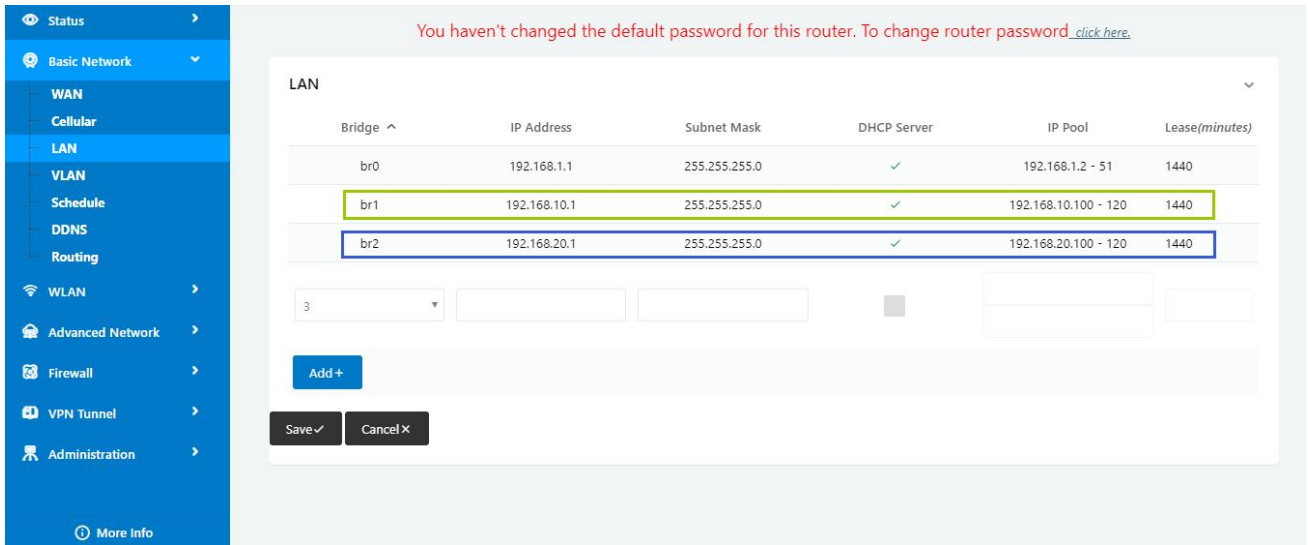 Status
You haven't changed the default password for this router. To change router password click here.
Basic Network
WAN
Cellular
LAN
VLAN
Schedule
DDNS
Routing
WLAN
Advanced Network
Firewall
VPN Tunnel
Administration
More Info
LAN
Bridge IP Address Subnet Mask DHCP Server IP Pool Lease(minutes)
br0 192.168.1.1 255.255.255.0 192.168.1.2 - 51 1440
br1 192.168.10.1 255.255.255.0 192.168.10.100 - 120 1440
br2 192.168.20.1 255.255.255.0 192.168.20.100 - 120 1440
3
Add+
Save Cancel